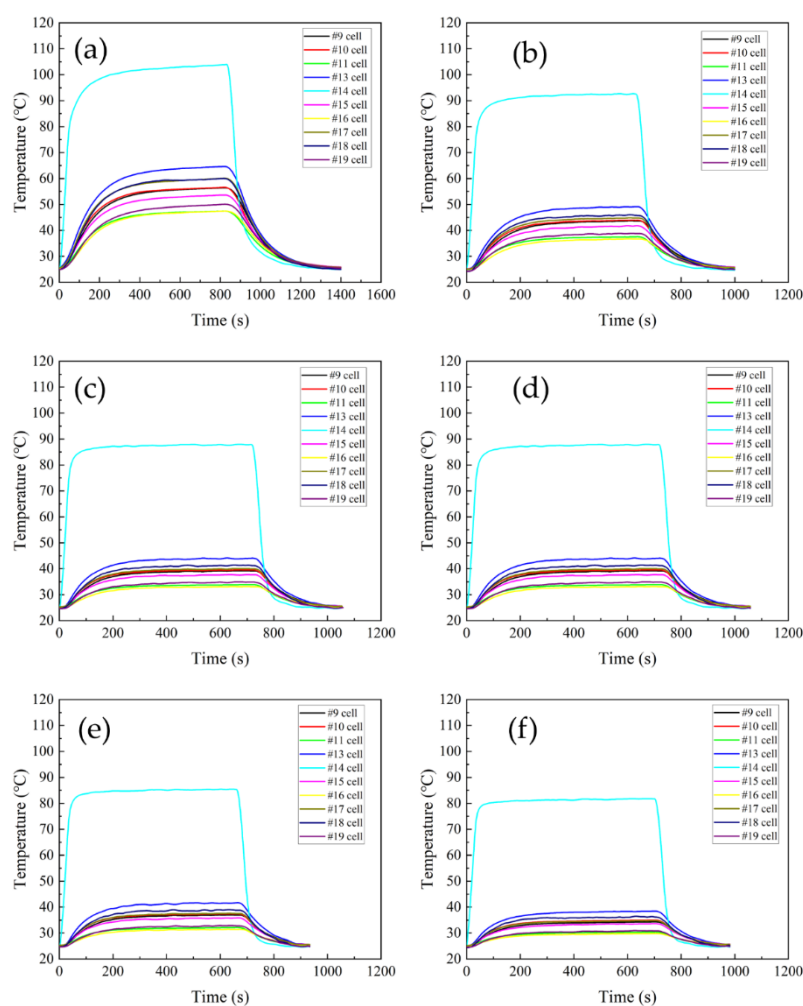 (a)
120
110
100
90
80
70
60
50
40
30
20
Temperature (℃)
#9 cell
#10 cell
#11 cell
#13 cell
#14 cell
#15 cell
#16 cell
#17 cell
#18 cell
#19 cell
0 200 400 600 800 1000 1200 1400 1600
Time (s)
(b)
120
110
100
90
80
70
60
50
40
30
20
Temperature (℃)
#9 cell
#10 cell
#11 cell
#13 cell
#14 cell
#15 cell
#16 cell
#17 cell
#18 cell
#19 cell
0 200 400 600 800 1000 1200
Time (s)
(c)
120
110
100
90
80
70
60
50
40
30
20
Temperature (℃)
#9 cell
#10 cell
#11 cell
#13 cell
#14 cell
#15 cell
#16 cell
#17 cell
#18 cell
#19 cell
0 200 400 600 800 1000 1200
Time (s)
(d)
120
110
100
90
80
70
60
50
40
30
20
Temperature (℃)
#9 cell
#10 cell
#11 cell
#13 cell
#14 cell
#15 cell
#16 cell
#17 cell
#18 cell
#19 cell
0 200 400 600 800 1000 1200
Time (s)
(e)
120
110
100
90
80
70
60
50
40
30
20
Temperature (℃)
#9 cell
#10 cell
#11 cell
#13 cell
#14 cell
#15 cell
#16 cell
#17 cell
#18 cell
#19 cell
0 200 400 600 800 1000 1200
Time (s)
(f)
120
110
100
90
80
70
60
50
40
30
20
Temperature (℃)
#9 cell
#10 cell
#11 cell
#13 cell
#14 cell
#15 cell
#16 cell
#17 cell
#18 cell
#19 cell
0 200 400 600 800 1000 1200
Time (s)